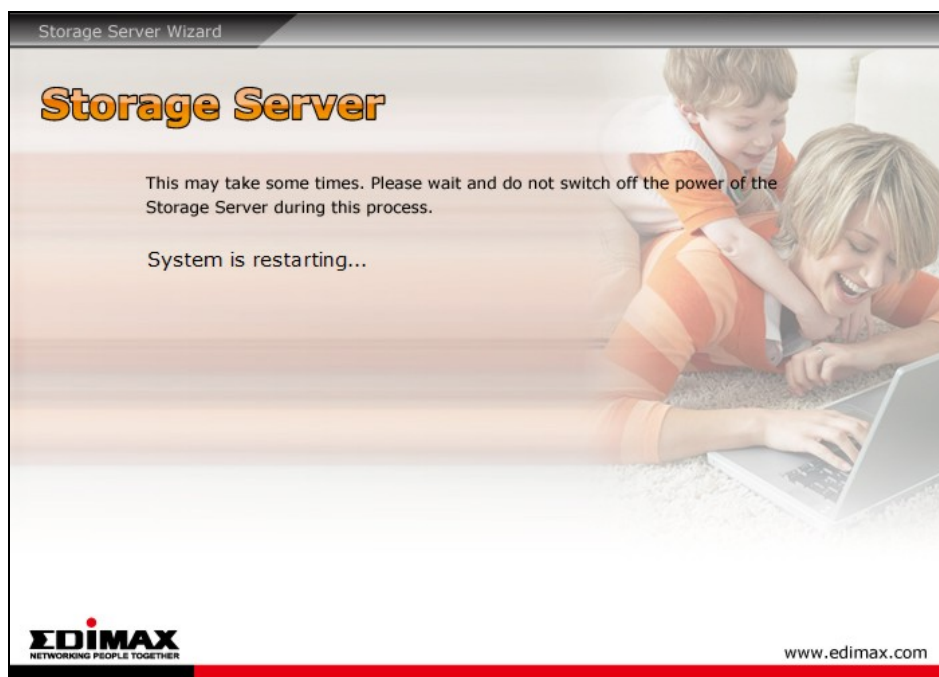 Storage Server Wizard
Storage Server
This may take some times. Please wait and do not switch off the power of the
Storage Server during this process.
System is restarting...
EDIMAX
NETWORKING PEOPLE TOGETHER
www.edimax.com